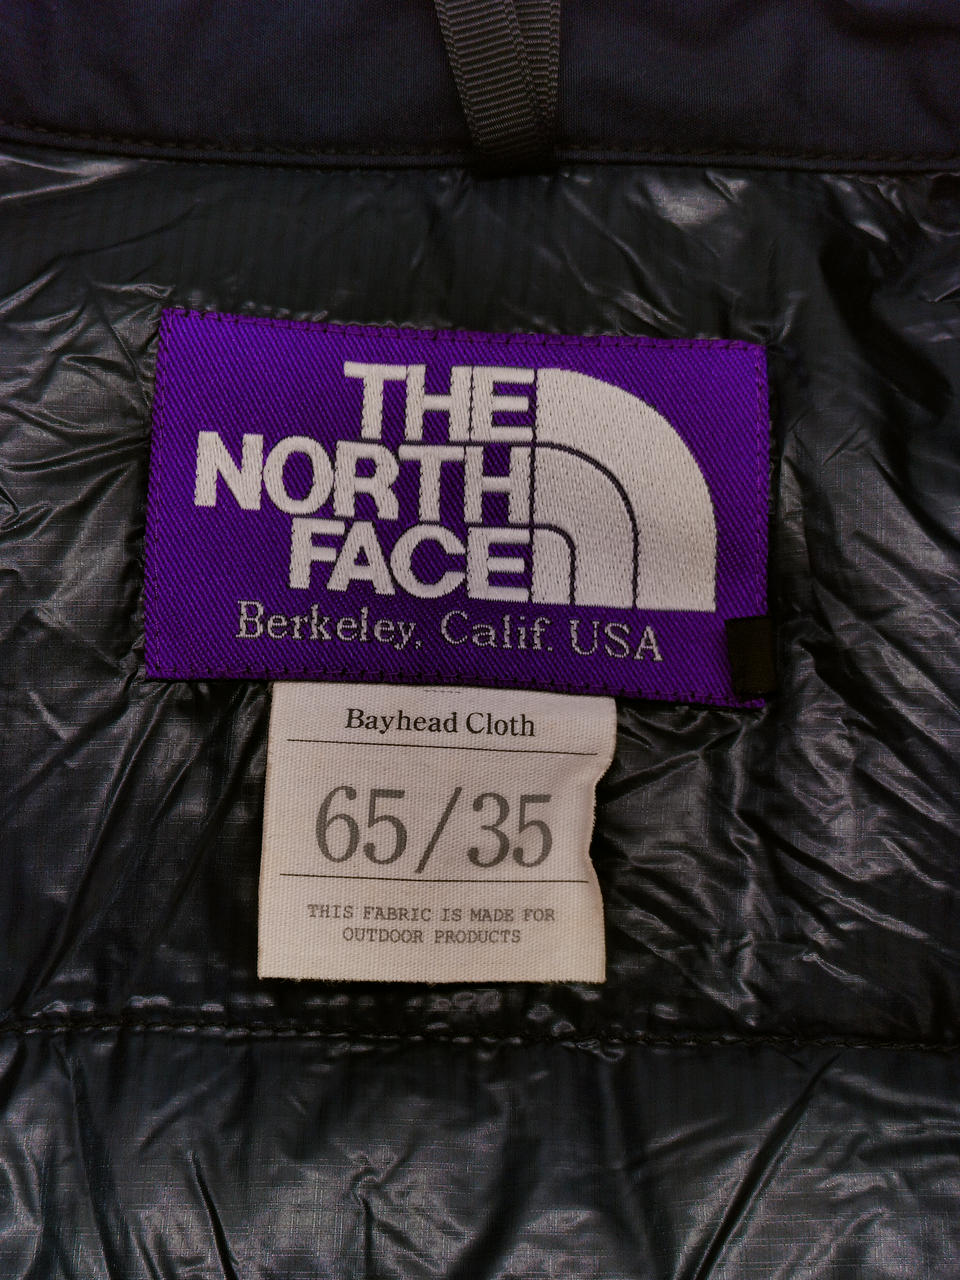 THE
NORTH
FACE
Berkeley, Calif. USA
Bayhead Cloth
65/35
THIS FABRIC IS MADE FOR
OUTDOOR PRODUCTS